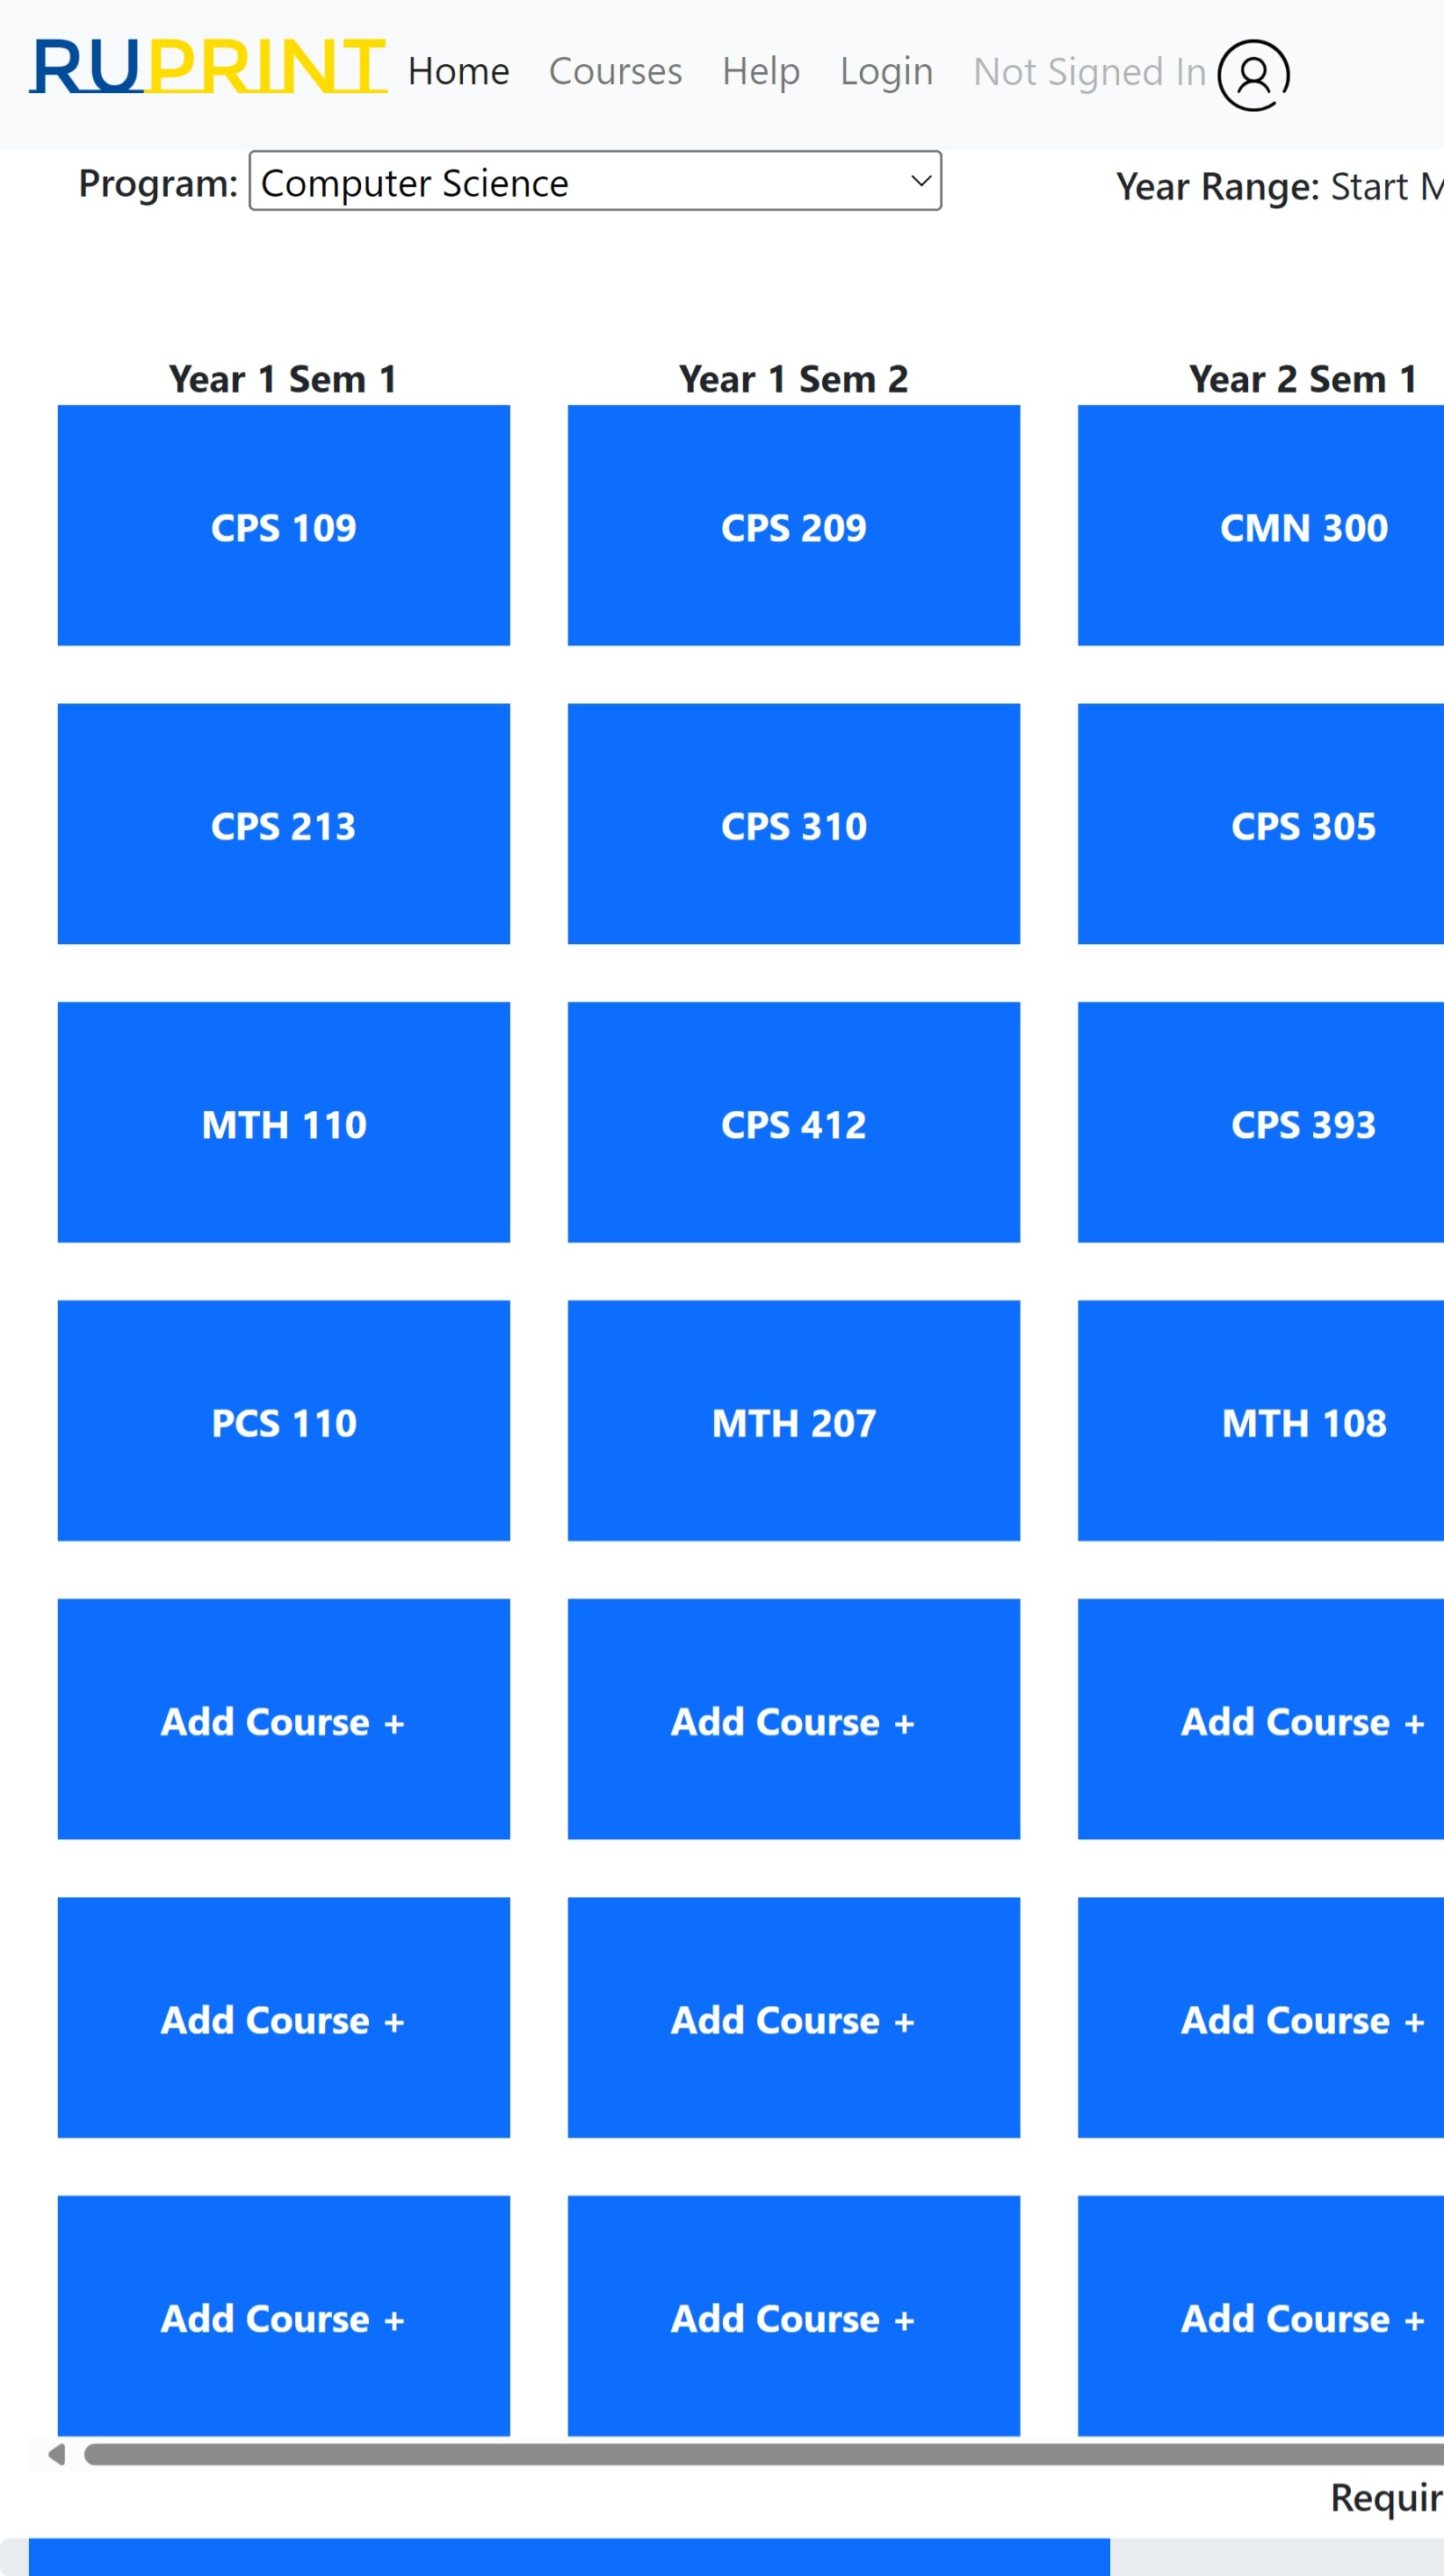 RUPRINT Home Courses Help Login Not Signed In
Program: Computer Science Year Range: Start
Year 1 Sem 1 Year 1 Sem 2 Year 2 Sem 1
CPS 109 CPS 209 CMN 300
CPS 213 CPS 310 CPS 305
MTH 110 CPS 412 CPS 393
PCS 110 MTH 207 MTH 108
Add Course + Add Course + Add Course +
Add Course + Add Course + Add Course +
Add Course + Add Course + Add Course +